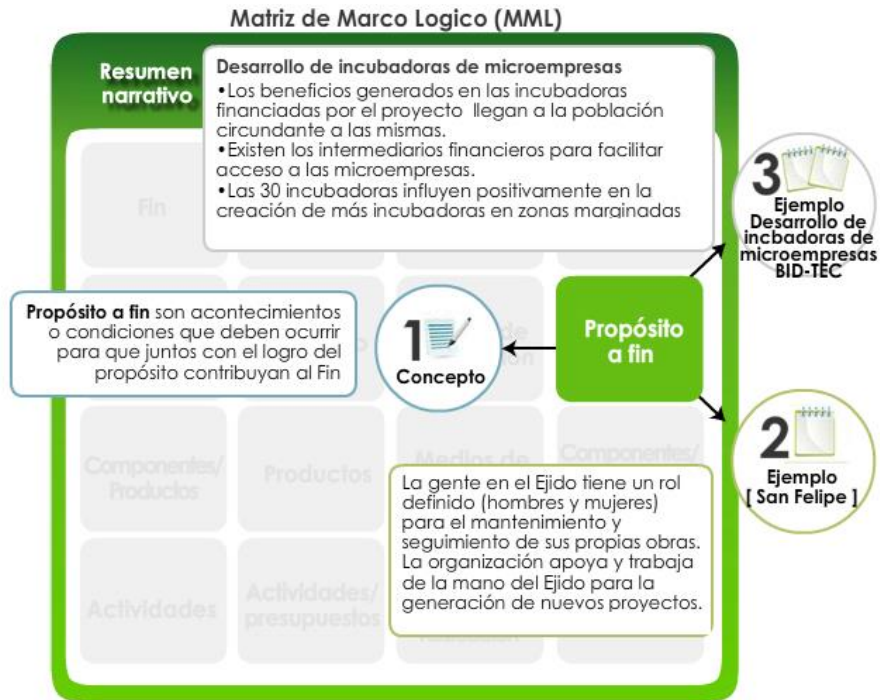 Matriz de Marco Logico (MML)
Resumen
narrativo
Desarrollo de incubadoras de microempresas
•Los beneficios generados en las incubadoras
financiadas por el proyecto llegan a la población
circundante a las mismas.
•Existen los intermediarios financieros para facilitar
acceso a las microempresas.
•Las 30 incubadoras influyen positivamente en la
creación de más incubadoras en zonas marginadas
Fin
3
Ejemplo
Desarrollo de
incbadoras de
microempresas
BID-TEC
Propósito a fin son acontecimientos
o condiciones que deben ocurrir
para que juntos con el logro del
propósito contribuyan al Fin
1
Concepto
de
Propósito
a fin
2
Ejemplo
[ San Felipe ]
Componentes/
Productos
Productos
Medios de
Componentes/
La gente en el Ejido tiene un rol
definido (hombres y mujeres)
para el mantenimiento y
seguimiento de sus propias obras.
La organización apoya y trabaja
de la mano del Ejido para la
generación de nuevos proyectos.
Actividades
Actividades/
presupuestos